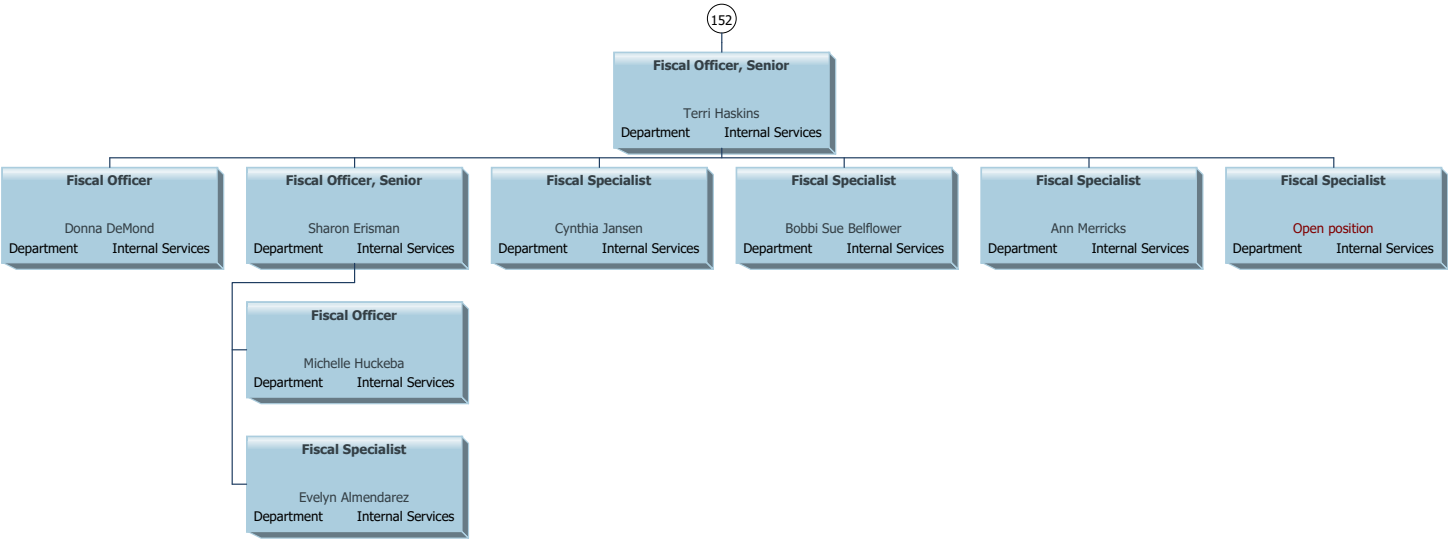 152
Fiscal Officer, Senior
Terri Haskins
Department Internal Services
Fiscal Officer
Donna DeMond
Department Internal Services
Fiscal Officer, Senior
Sharon Erisman
Department Internal Services
Fiscal Specialist
Cynthia Jansen
Department Internal Services
Fiscal Specialist
Bobbi Sue Belflower
Department Internal Services
Fiscal Specialist
Ann Merricks
Department Internal Services
Fiscal Specialist
Open position
Department Internal Services
Fiscal Officer
Michelle Huckeba
Department Internal Services
Fiscal Specialist
Evelyn Almendarez
Department Internal Services